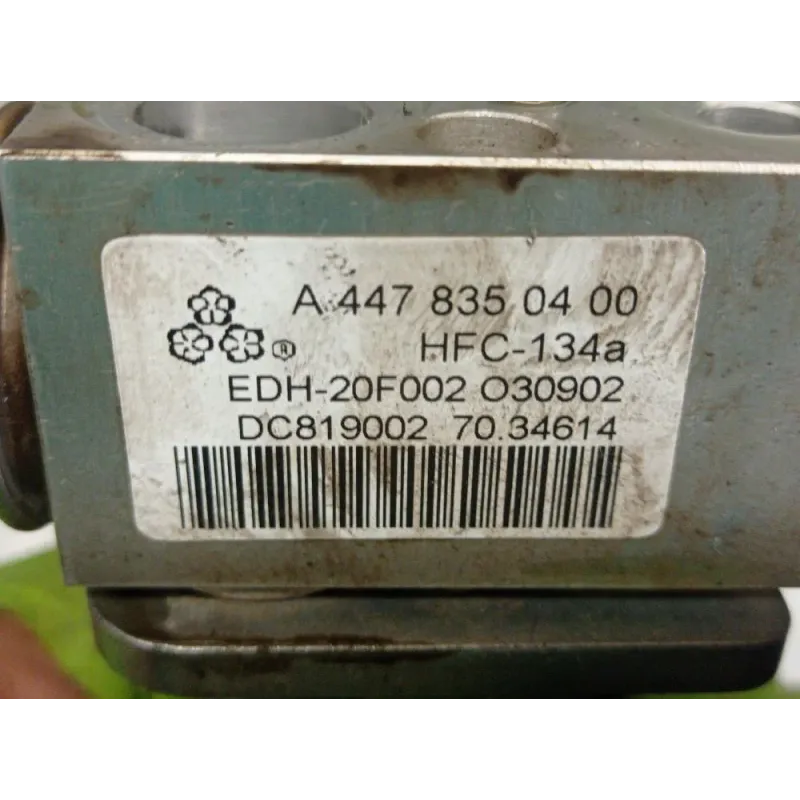 A 447 835 04 00
®
HFC-134a
EDH-20F002 O30902
DC819002 70.34614